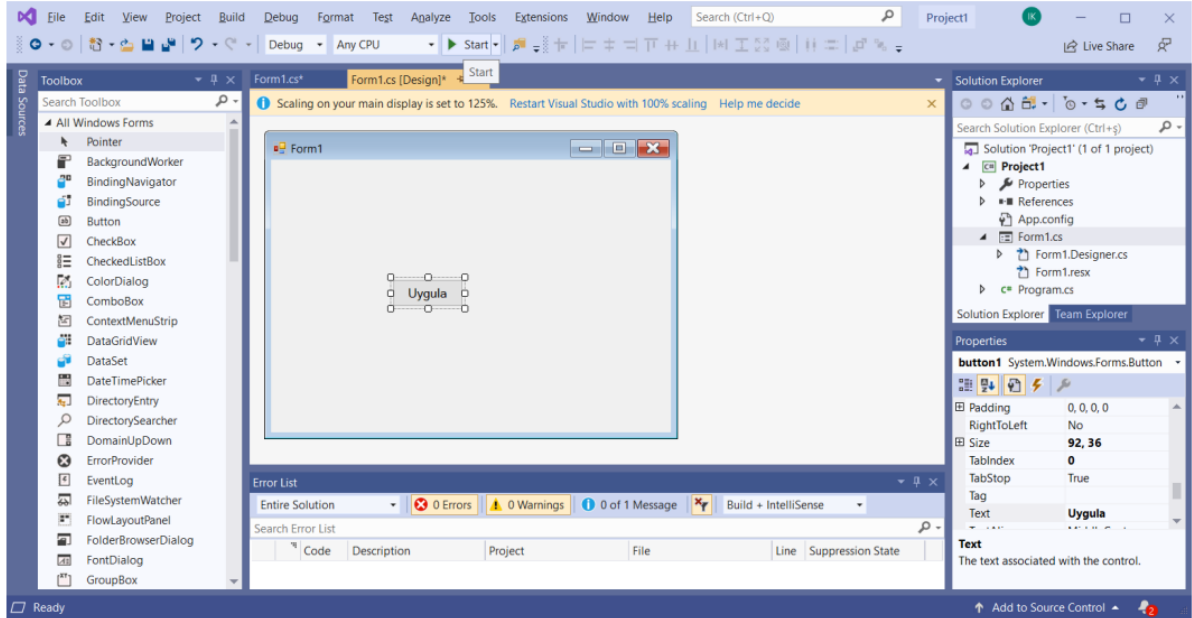 File Edit View Project Build Debug Format Test Analyze Tools Extensions Window Help Search (Ctrl+Q) Project1 IK
Debug Any CPU Start Live Share
Start
Data Sources
Toolbox
Search Toolbox
All Windows Forms
Pointer
BackgroundWorker
BindingNavigator
BindingSource
Button
CheckBox
CheckedListBox
ColorDialog
ComboBox
ContextMenuStrip
DataGridView
DataSet
DateTimePicker
DirectoryEntry
DirectorySearcher
DomainUpDown
ErrorProvider
EventLog
FileSystemWatcher
FlowLayoutPanel
FolderBrowserDialog
FontDialog
GroupBox
Form1.cs* Form1.cs [Design]*
Scaling on your main display is set to 125%. Restart Visual Studio with 100% scaling Help me decide
Form1
Uygula
Error List
Entire Solution 0 Errors 0 Warnings 0 of 1 Message Build + IntelliSense
Search Error List
Code Description Project File Line Suppression State
Solution Explorer
Search Solution Explorer (Ctrl+ş)
Solution 'Project1' (1 of 1 project)
Project1
Properties
References
App.config
Form1.cs
Form1.Designer.cs
Form1.resx
Program.cs
Solution Explorer Team Explorer
Properties
button1 System.Windows.Forms.Button
Padding 0, 0, 0, 0
RightToLeft No
Size 92, 36
TabIndex 0
TabStop True
Tag
Text Uygula
Text
The text associated with the control.
Ready Add to Source Control 2